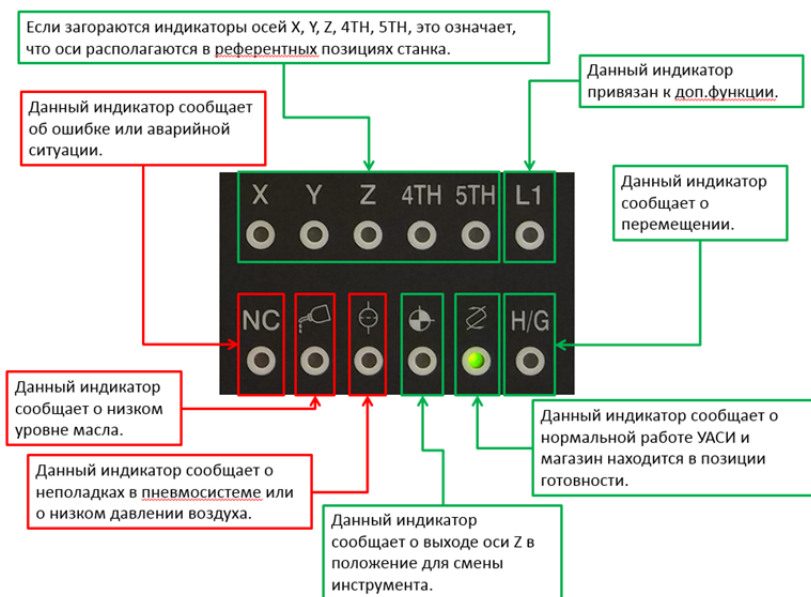 Если загораются индикаторы осей X, Y, Z, 4TH, 5TH, это означает,
что оси располагаются в референтных позициях станка.
Данный индикатор
привязан к доп.функции.
Данный индикатор сообщает
об ошибке или аварийной
ситуации.
Данный индикатор
сообщает о
перемещении.
X Y Z 4TH 5TH L1
NC H/G
Данный индикатор
сообщает о низком
уровне масла.
Данный индикатор сообщает о
нормальной работе УАСИ и
магазин находится в позиции
готовности.
Данный индикатор сообщает о
неполадках в пневмосистеме или
о низком давлении воздуха.
Данный индикатор
сообщает о выходе оси Z в
положение для смены
инструмента.